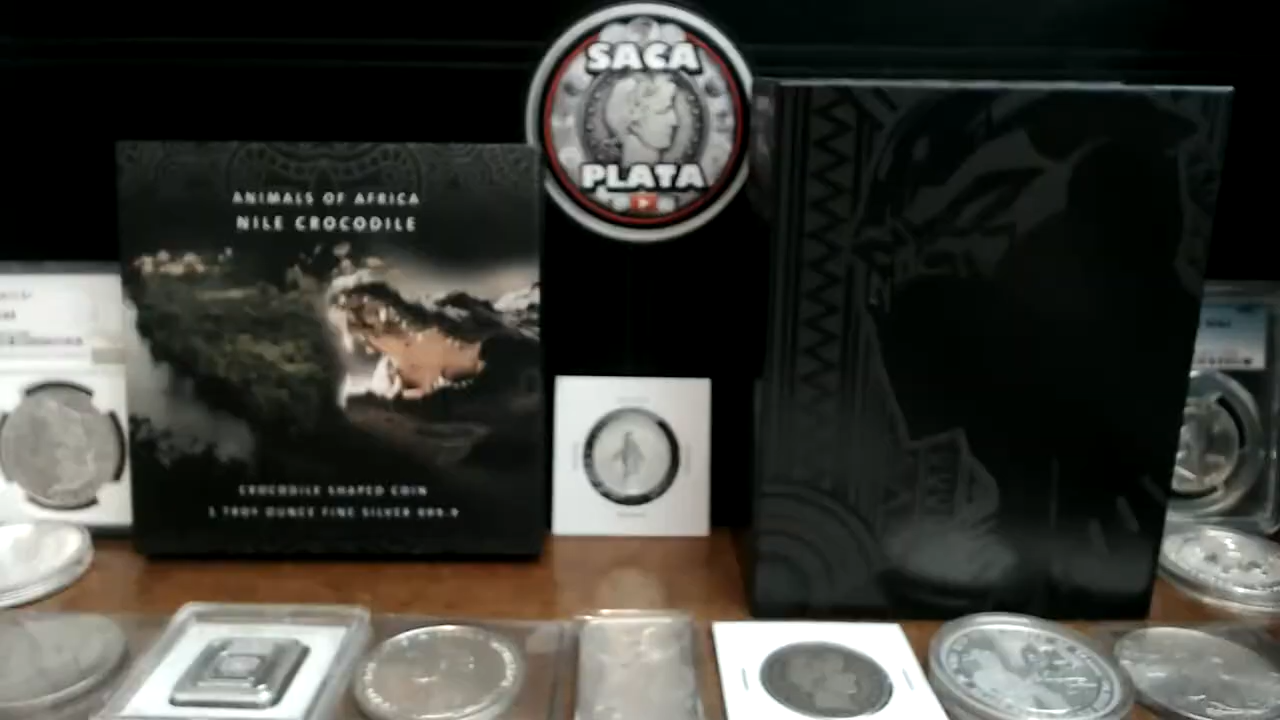 SACA
PLATA
ANIMALS OF AFRICA
NILE CROCODILE
CROCODILE SHAPED COIN
1 TROY OUNCE FINE SILVER 999.9